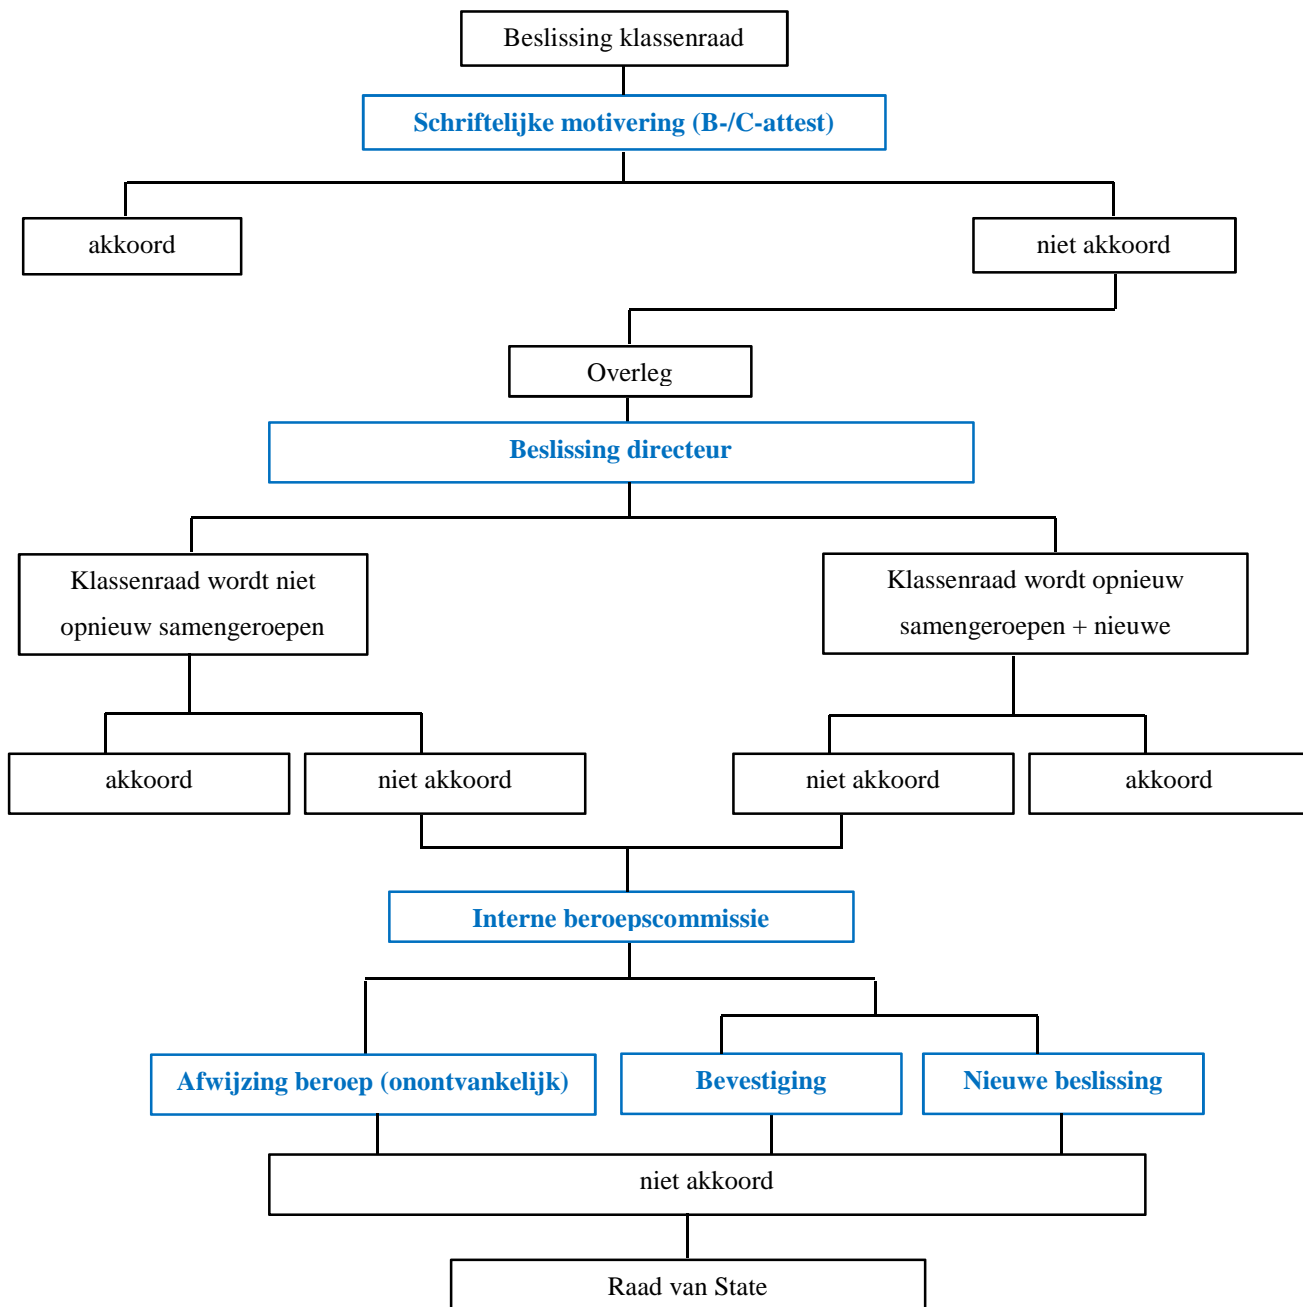 Beslissing klassenraad
Schriftelijke motivering (B-/C-attest)
akkoord
niet akkoord
Overleg
Beslissing directeur
Klassenraad wordt niet
opnieuw samengeroepen
Klassenraad wordt opnieuw
samengeroepen + nieuwe
akkoord
niet akkoord
niet akkoord
akkoord
Interne beroepscommissie
Afwijzing beroep (onontvankelijk)
Bevestiging
Nieuwe beslissing
niet akkoord
Raad van State